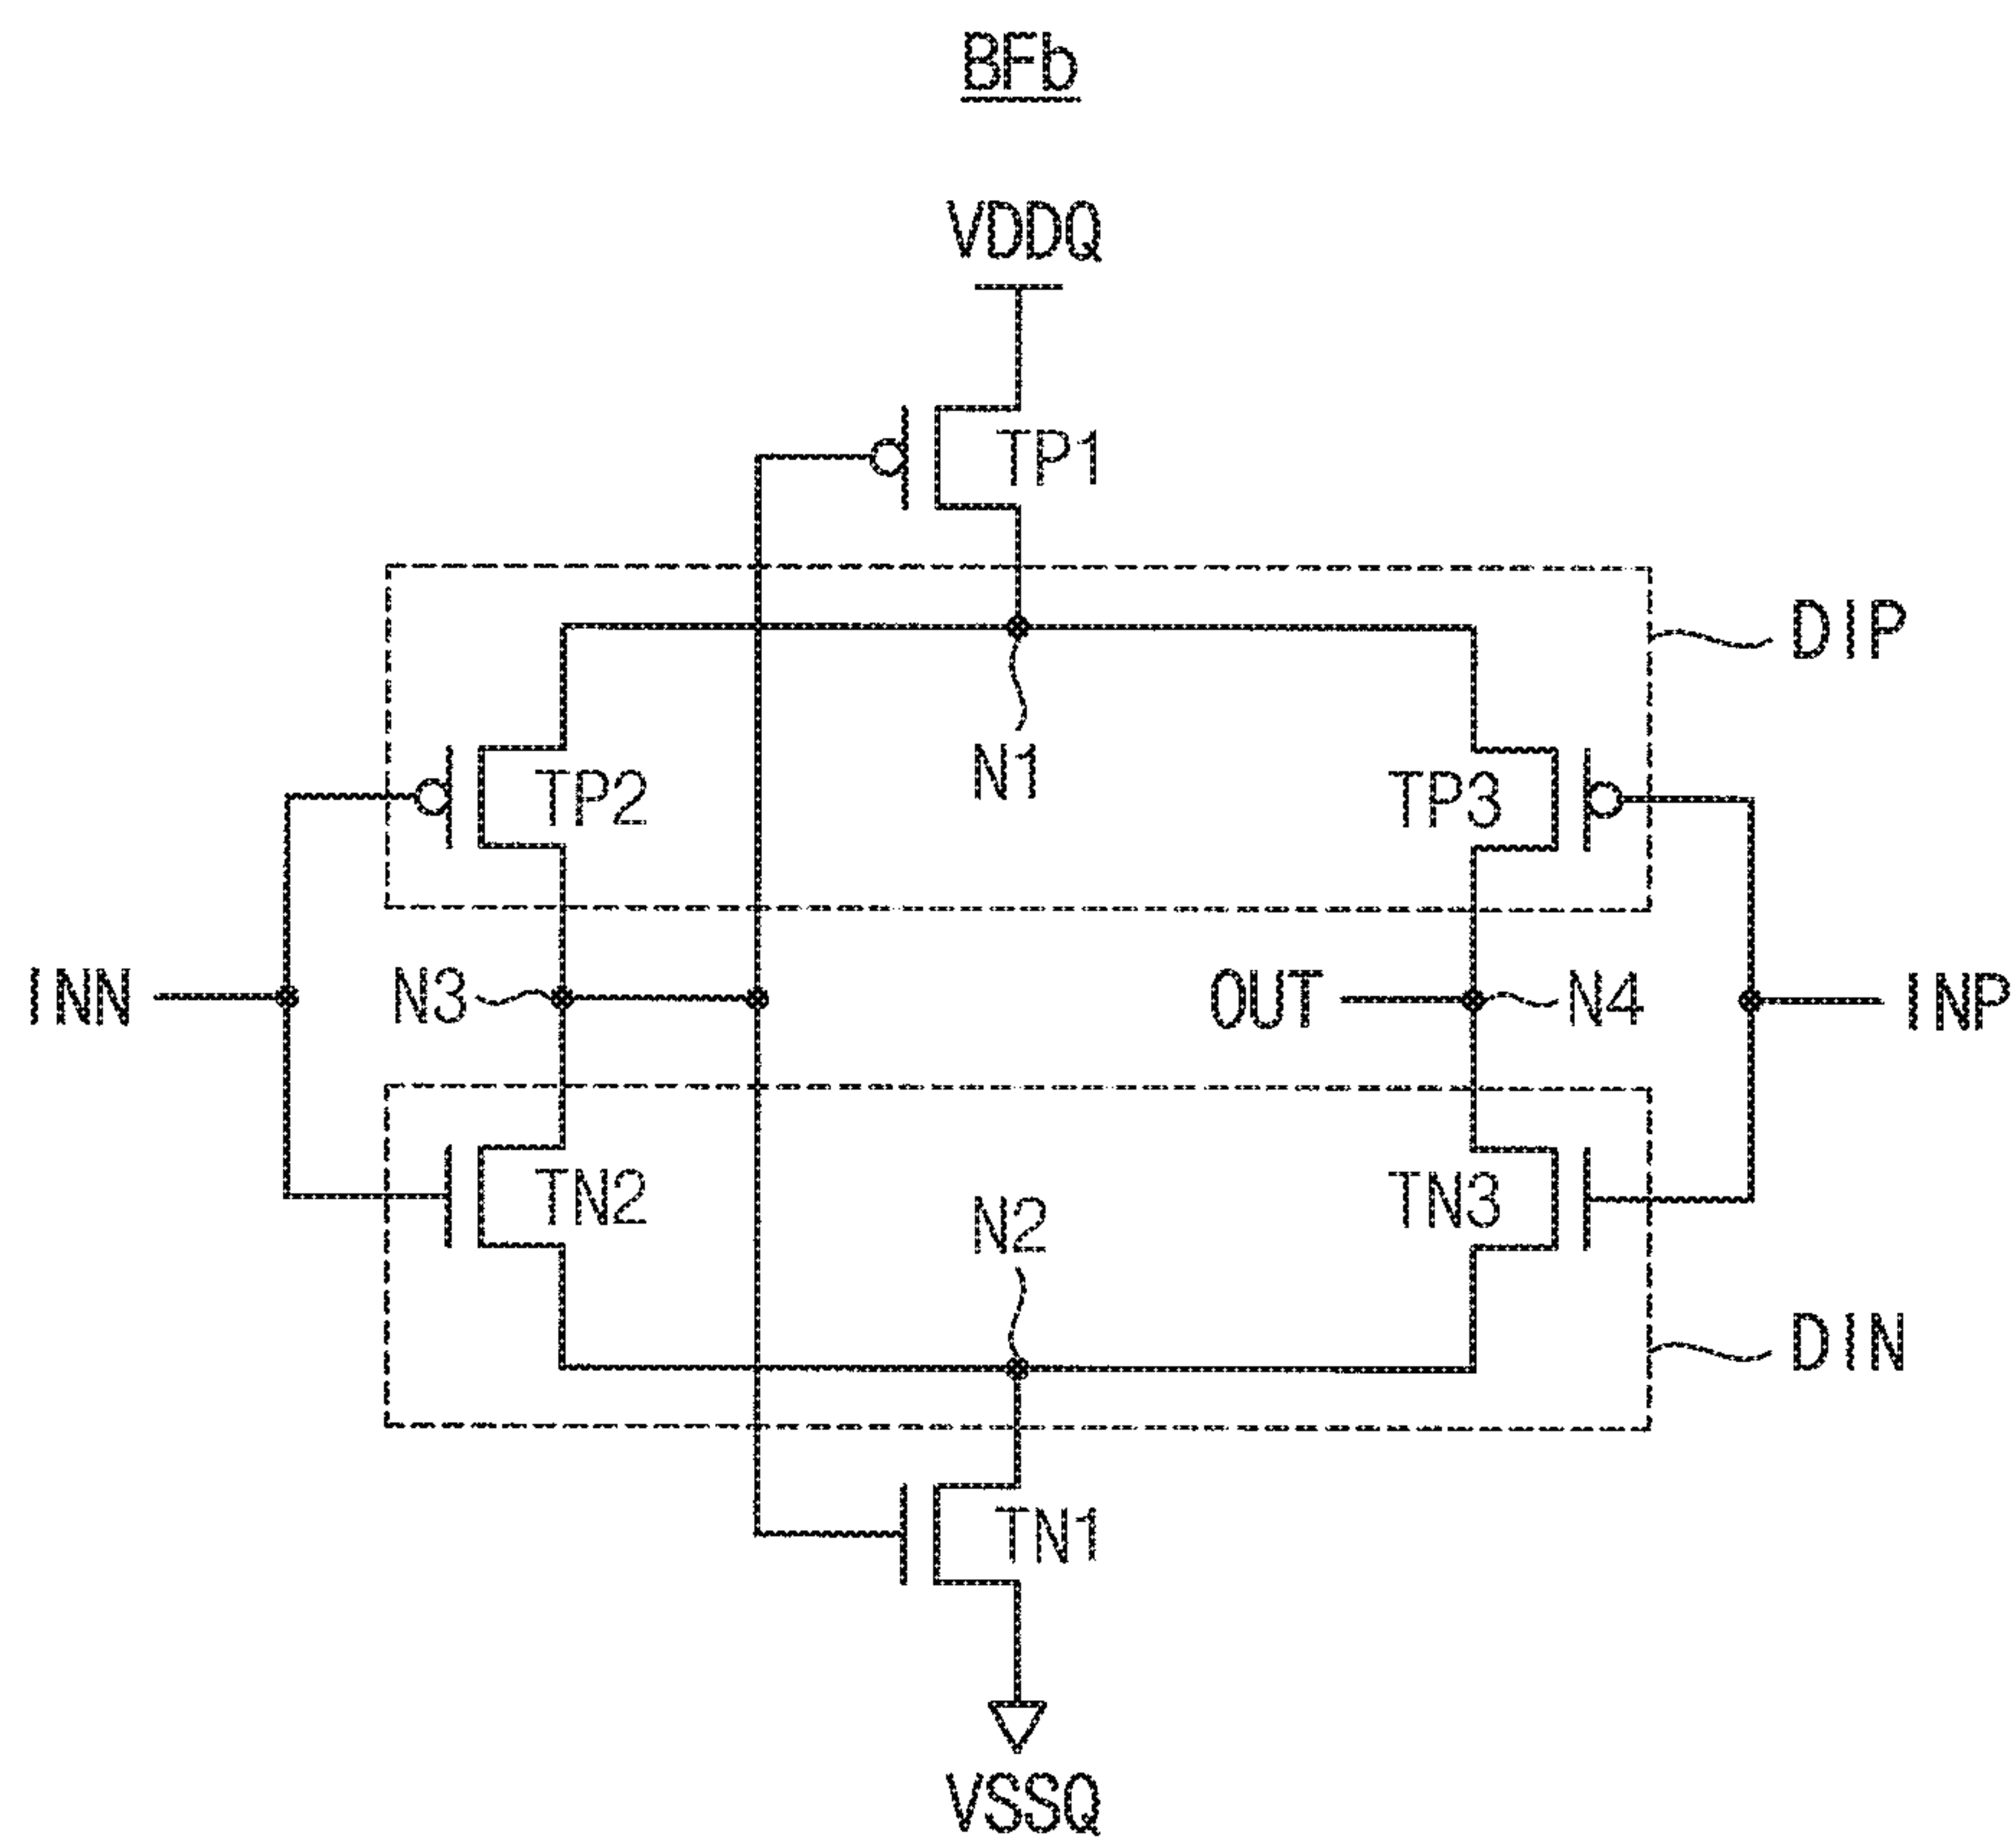 BFb
VDDQ
TP1
DIP
N1
TP2
TP3
INN
N3
OUT
N4
INP
TN2
TN3
N2
DIN
TN1
VSSQ